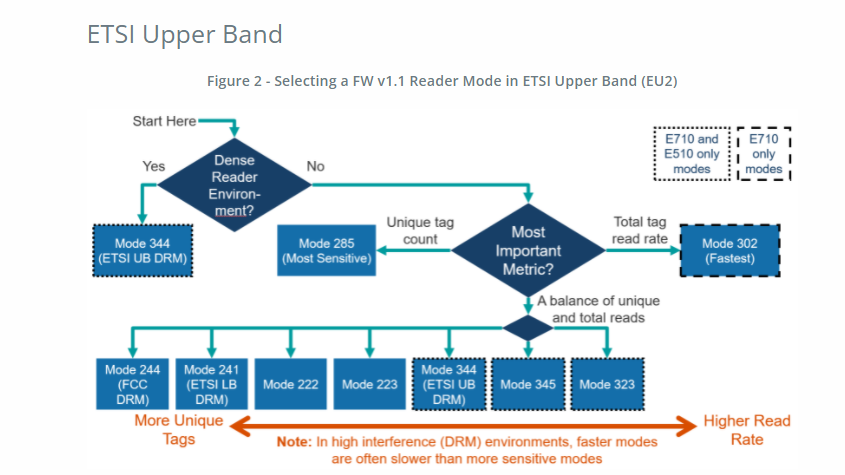 ETSI Upper Band
Figure 2 - Selecting a FW v1.1 Reader Mode in ETSI Upper Band (EU2)
Start Here
Yes
Dense
Reader
Environ-
ment?
No
E710 and
E510 only
modes
E710
only
modes
Mode 344
(ETSI UB DRM)
Mode 285
(Most Sensitive)
Unique tag
count
Most
Important
Metric?
Total tag
read rate
Mode 302
(Fastest)
A balance of unique
and total reads
Mode 244
(FCC
DRM)
Mode 241
(ETSI LB
DRM)
Mode 222
Mode 223
Mode 344
(ETSI UB
DRM)
Mode 345
Mode 323
More Unique
Tags
Higher Read
Rate
Note: In high interference (DRM) environments, faster modes
are often slower than more sensitive modes